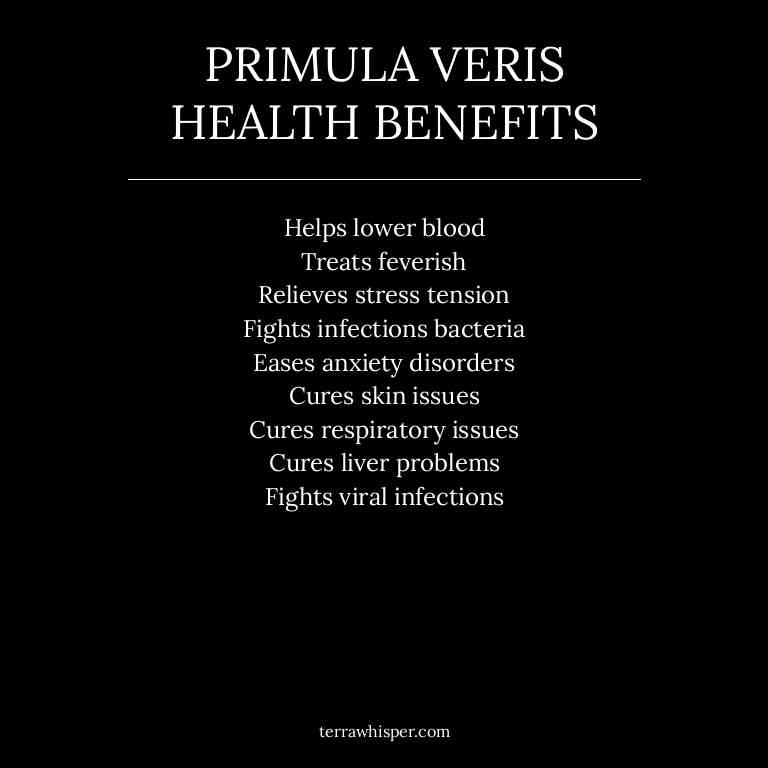 PRIMULA VERIS
HEALTH BENEFITS
Helps lower blood
Treats feverish
Relieves stress tension
Fights infections bacteria
Eases anxiety disorders
Cures skin issues
Cures respiratory issues
Cures liver problems
Fights viral infections
terrawhisper.com